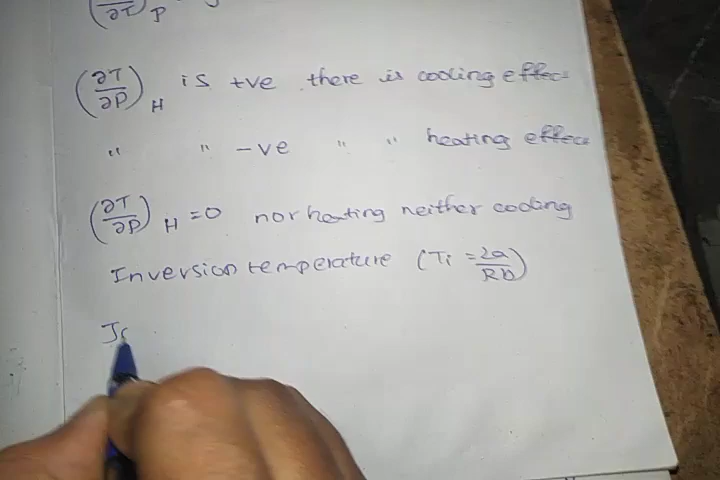 (∂T/∂T)P
(∂T/∂P)H is +ve there is cooling effect
" " -ve " " heating effect
(∂T/∂P)H =0 nor heating neither cooling
Inversion temperature (Ti = 2a/Rb)
Jo